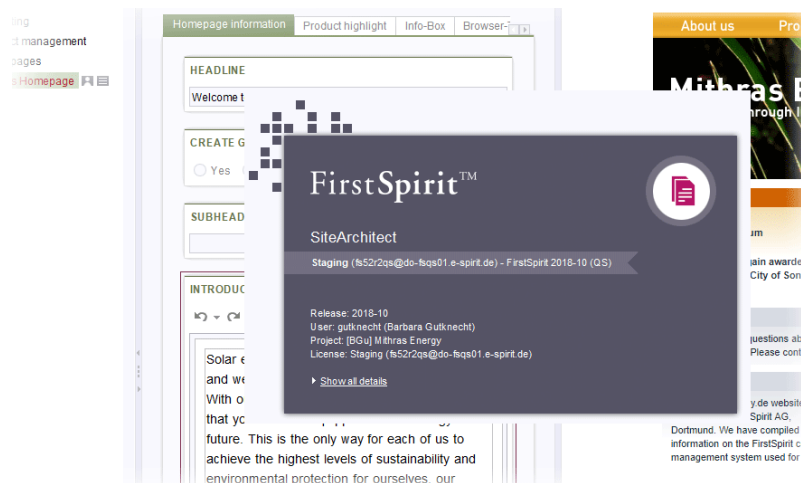 management
Homepage
Homepage information
Product highlight
Info-Box
Browser-
HEADLINE
Welcome t
CREATE G
Yes
SUBHEAD
INTRODUC
Solar e
and we
With o
that yo
future. This is the only way for each of us to
achieve the highest levels of sustainability and
environmental protection for ourselves, our
FirstSpirit™
SiteArchitect
Staging (fs52r2qs@do-fsqs01.e-spirit.de) - FirstSpirit 2018-10 (QS)
Release: 2018-10
User: gutknecht (Barbara Gutknecht)
Project: [BGu] Mithras Energy
License: Staging (fs52r2qs@do-fsqs01.e-spirit.de)
Show all details
About us
Pro
Mithras E
hrough I
um
gain awarde
City of Son
questions ab
Please cont
y.de website
Spirit AG,
Dortmund. We have compiled
information on the FirstSpirit c
management system used for